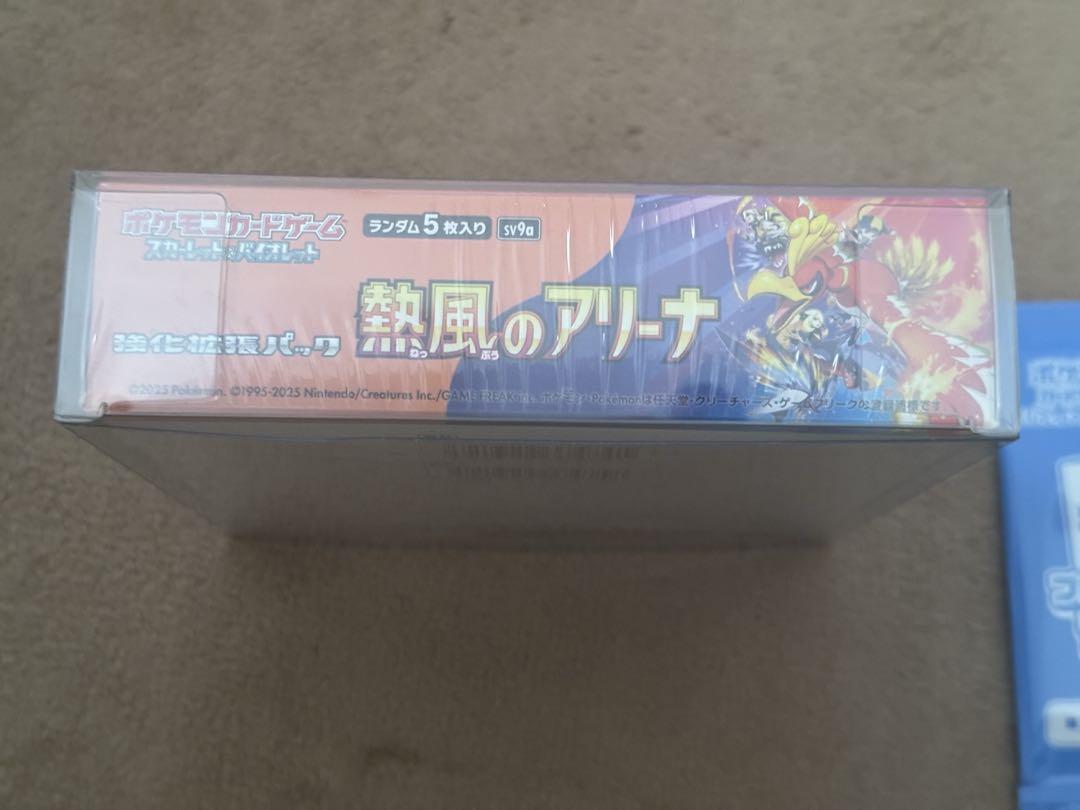 ポケモンカードゲーム
スカーレット&バイオレット
ランダム5枚入り
sv9a
強化拡張パック
熱風のアリーナ
ねっ ぷう
©2025 Pokémon. ©1995-2025 Nintendo/Creatures Inc./GAME FREAK inc. ポケモン・Pokémonは任天堂・クリーチャーズ・ゲームフリークの登録商標です。